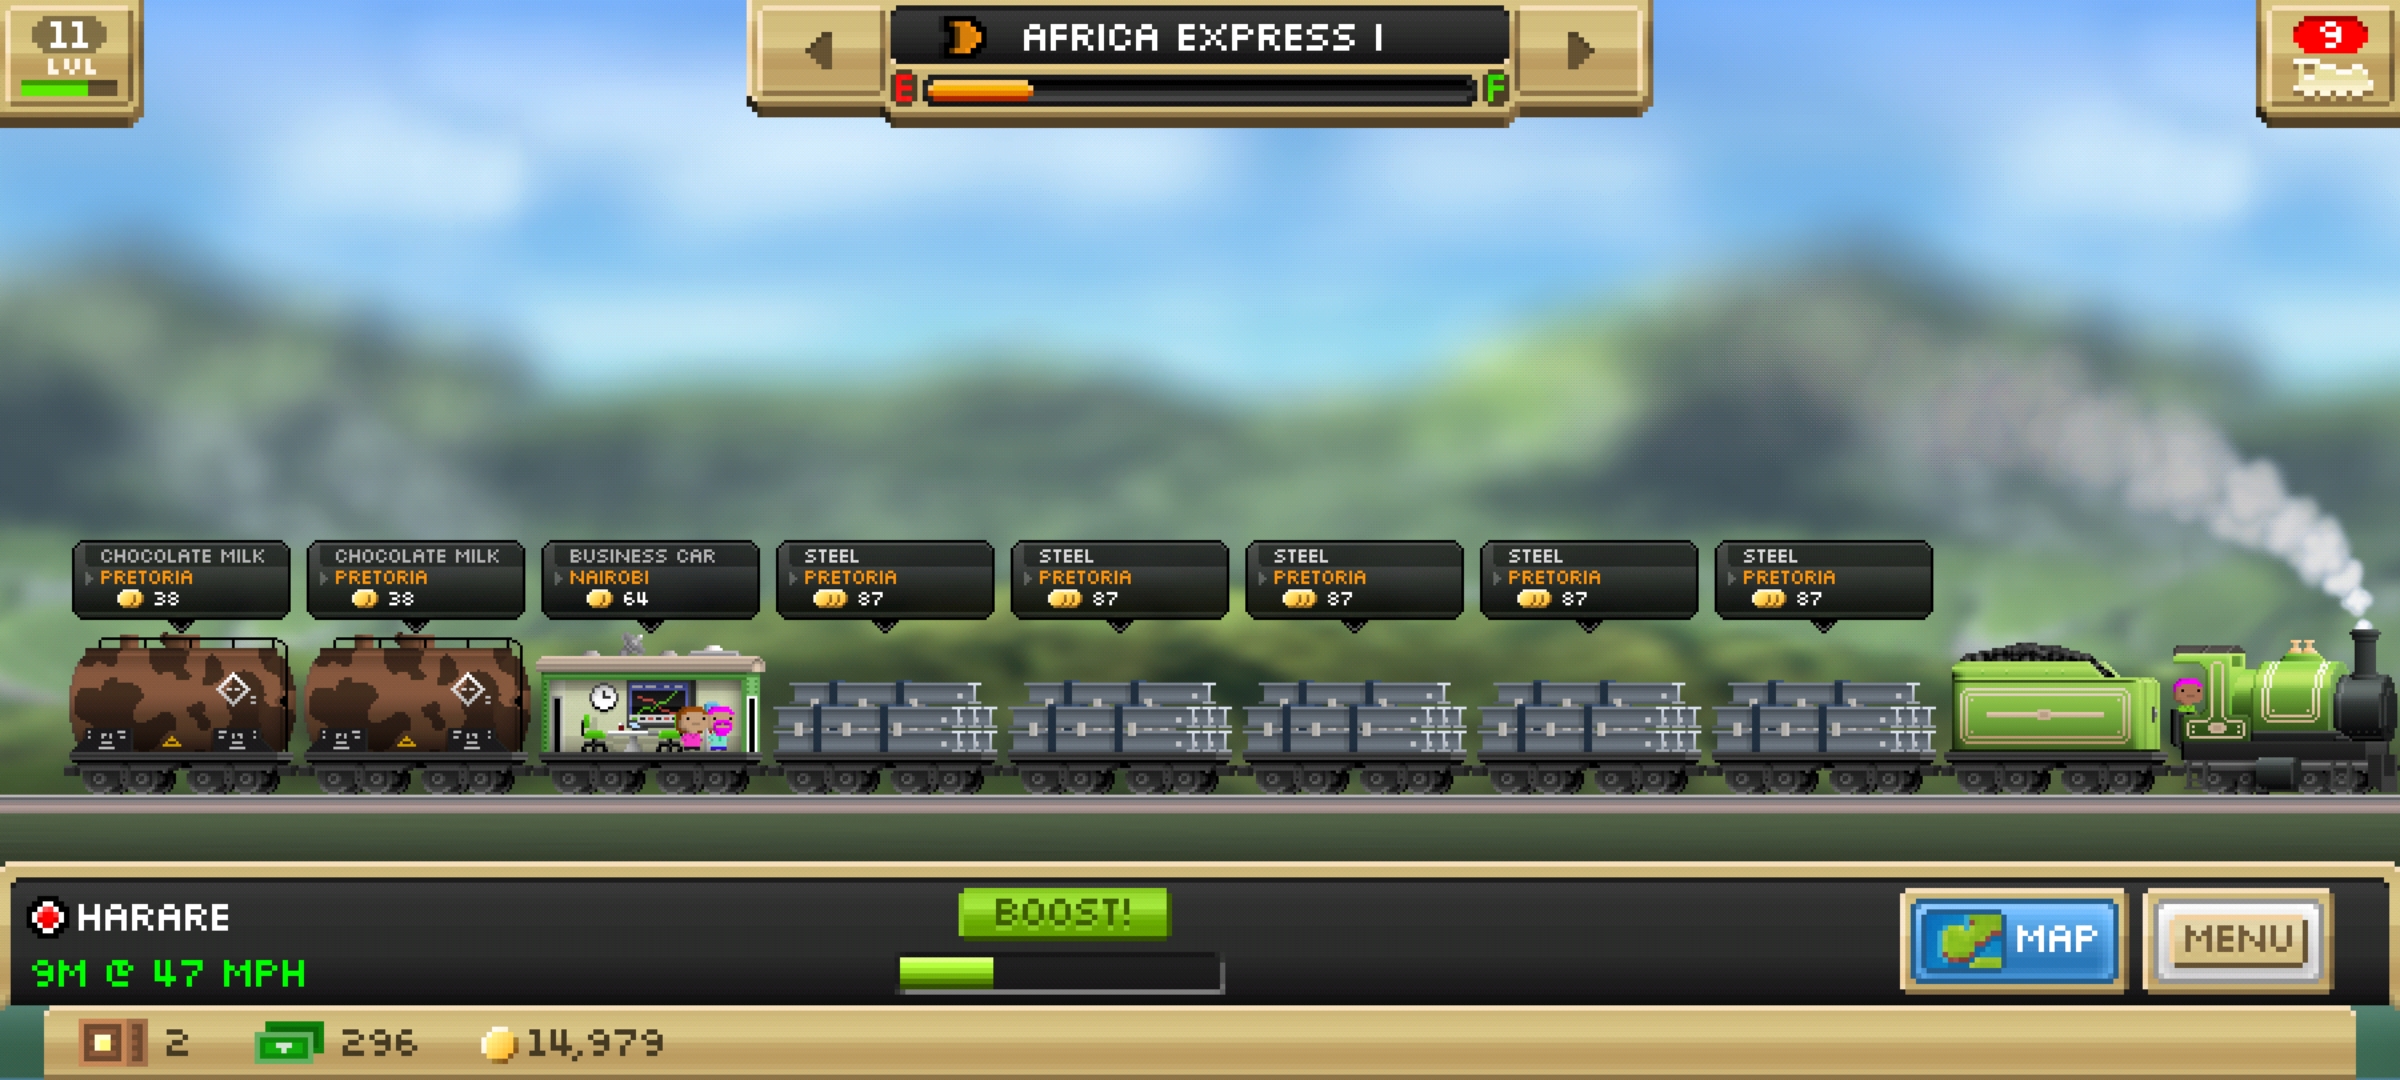 11
LVL
AFRICA EXPRESS I
E F
9
CHOCOLATE MILK
PRETORIA
38
CHOCOLATE MILK
PRETORIA
38
BUSINESS CAR
NAIROBI
64
STEEL
PRETORIA
87
STEEL
PRETORIA
87
STEEL
PRETORIA
87
STEEL
PRETORIA
87
STEEL
PRETORIA
87
HARARE
9M @ 47 MPH
BOOST!
MAP
MENU
2
296
14,979